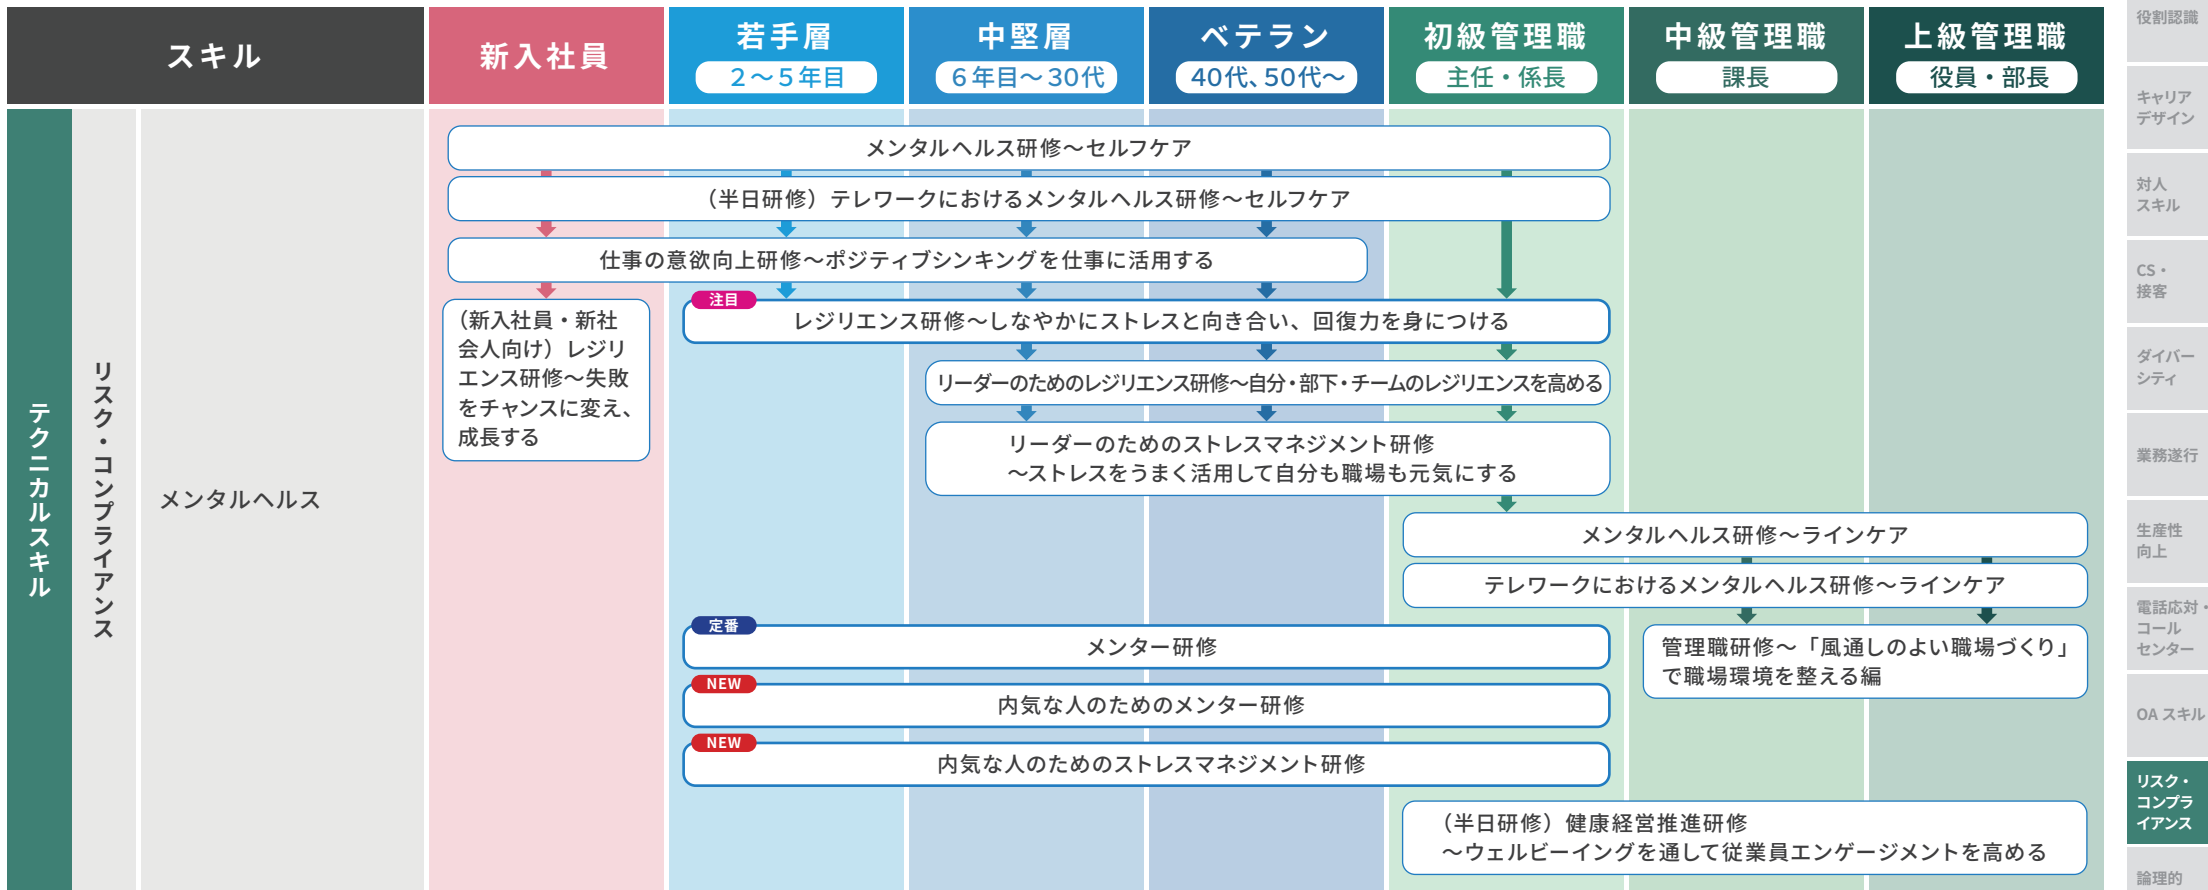 スキル
新入社員
若手層
２～５年目
中堅層
６年目～30代
ベテラン
40代、50代～
初級管理職
主任・係長
中級管理職
課長
上級管理職
役員・部長
テクニカルスキル
リスク・コンプライアンス
メンタルヘルス
メンタルヘルス研修～セルフケア
（半日研修）テレワークにおけるメンタルヘルス研修～セルフケア
仕事の意欲向上研修～ポジティブシンキングを仕事に活用する
（新入社員・新社
会人向け）レジリ
エンス研修～失敗
をチャンスに変え、
成長する
注目
レジリエンス研修～しなやかにストレスと向き合い、回復力を身につける
リーダーのためのレジリエンス研修～自分・部下・チームのレジリエンスを高める
リーダーのためのストレスマネジメント研修
～ストレスをうまく活用して自分も職場も元気にする
メンタルヘルス研修～ラインケア
テレワークにおけるメンタルヘルス研修～ラインケア
管理職研修～「風通しのよい職場づくり」
で職場環境を整える編
定番
メンター研修
NEW
内気な人のためのメンター研修
NEW
内気な人のためのストレスマネジメント研修
（半日研修）健康経営推進研修
～ウェルビーイングを通して従業員エンゲージメントを高める
役割認識
キャリア
デザイン
対人
スキル
CS・
接客
ダイバー
シティ
業務遂行
生産性
向上
電話応対・
コール
センター
OA スキル
リスク・
コンプラ
イアンス
論理的